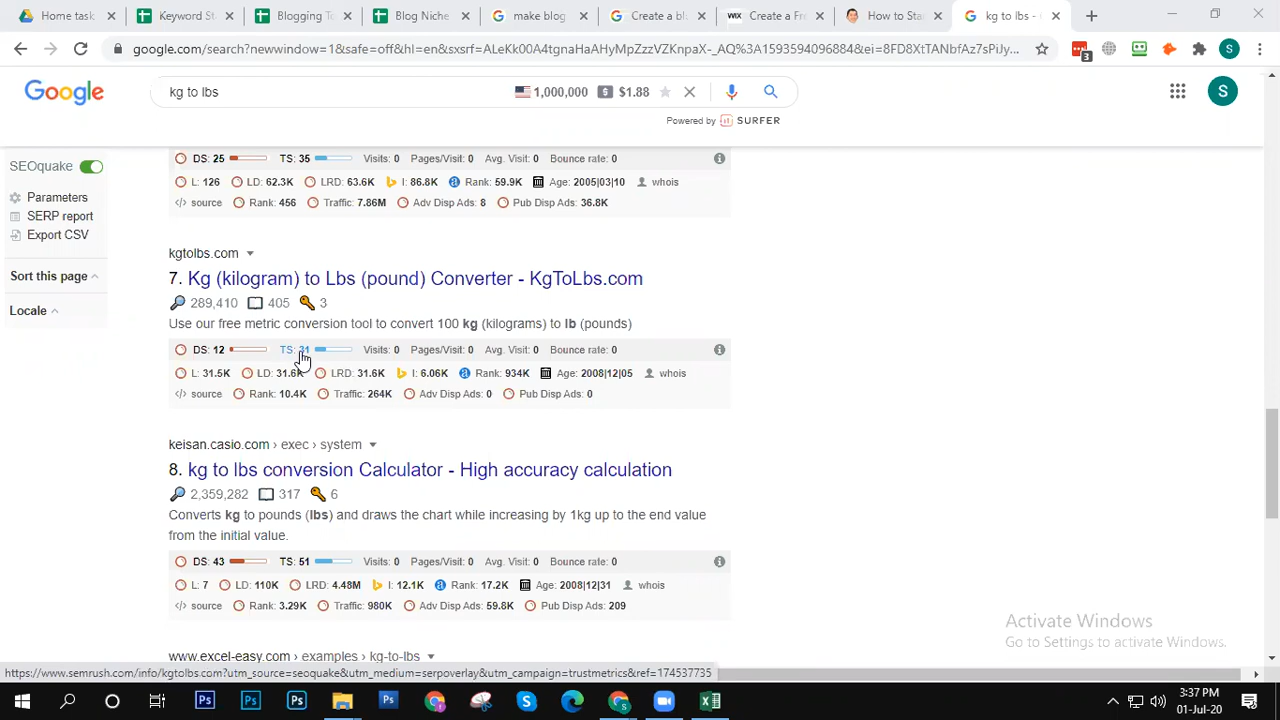 Home task
Keyword St
Blogging To
Blog Niche
make blog
Create a bl
WIX
Create a Fre
How to Sta
kg to lbs -
google.com/search?newwindow=1&safe=off&hl=en&sxsrf=ALeKk00A4tgnaHaAHyMpZzzVZKnpaX-_AQ%3A1593594096884&ei=8FD8XtTANbfAz7sPiJy...
3
S
Google
kg to lbs
1,000,000
$1.88
S
Powered by SURFER
SEOquake
Parameters
SERP report
Export CSV
Sort this page
Locale
DS: 25 TS: 35 Visits: 0 Pages/Visit: 0 Avg. Visit: 0 Bounce rate: 0
L: 126 LD: 62.3K LRD: 63.6K I: 86.8K Rank: 59.9K Age: 2005|03|10 whois
</> source Rank: 456 Traffic: 7.86M Adv Disp Ads: 8 Pub Disp Ads: 36.8K
kgtolbs.com
7. Kg (kilogram) to Lbs (pound) Converter - KgToLbs.com
289,410 405 3
Use our free metric conversion tool to convert 100 kg (kilograms) to lb (pounds)
DS: 12 TS: 31 Visits: 0 Pages/Visit: 0 Avg. Visit: 0 Bounce rate: 0
L: 31.5K LD: 31.6K LRD: 31.6K I: 6.06K Rank: 934K Age: 2008|12|05 whois
</> source Rank: 10.4K Traffic: 264K Adv Disp Ads: 0 Pub Disp Ads: 0
keisan.casio.com › exec › system
8. kg to lbs conversion Calculator - High accuracy calculation
2,359,282 317 6
Converts kg to pounds (lbs) and draws the chart while increasing by 1kg up to the end value
from the initial value.
DS: 43 TS: 51 Visits: 0 Pages/Visit: 0 Avg. Visit: 0 Bounce rate: 0
L: 7 LD: 110K LRD: 4.48M I: 12.1K Rank: 17.2K Age: 2008|12|31 whois
</> source Rank: 3.29K Traffic: 980K Adv Disp Ads: 59.8K Pub Disp Ads: 209
www.excel-easy.com › examples › kg-to-lbs
Activate Windows
Go to Settings to activate Windows.
https://www.semrush.com/info/kgtolbs.com?utm_source=seoquake&utm_medium=serpoverlay&utm_campaign=trustmetrics&ref=174537735
Ps
Ps
Ps
Ps
3:37 PM
01-Jul-20